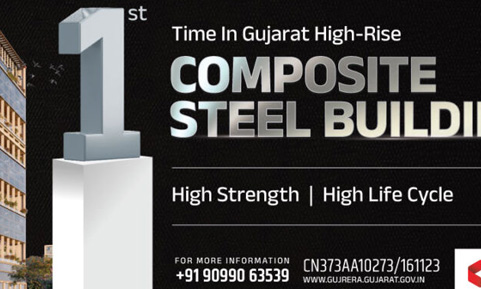 1st
Time In Gujarat High-Rise
COMPOSITE
STEEL BUILDI
High Strength | High Life Cycle
FOR MORE INFORMATION
+91 90990 63539
CN373AA10273/161123
WWW.GUJRERA.GUJARAT.GOV.IN